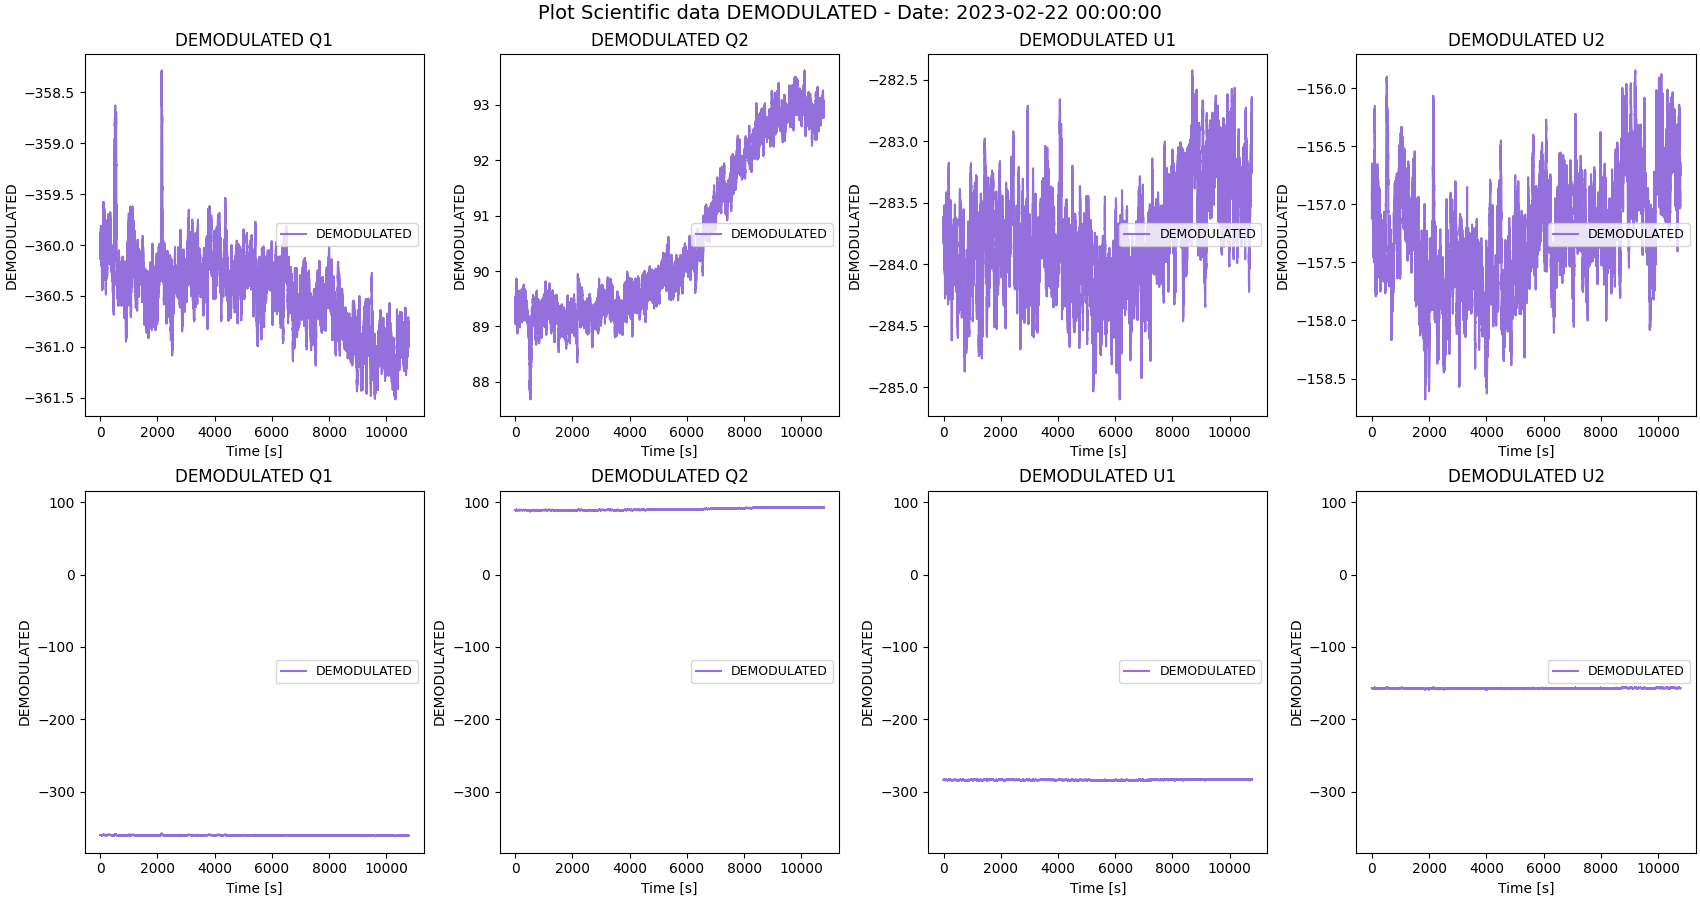 Plot Scientific data DEMODULATED - Date: 2023-02-22 00:00:00
DEMODULATED Q1
DEMODULATED
−358.5
−359.0
−359.5
−360.0
−360.5
−361.0
−361.5
DEMODULATED
0 2000 4000 6000 8000 10000
Time [s]
DEMODULATED Q2
DEMODULATED
93
92
91
90
89
88
DEMODULATED
0 2000 4000 6000 8000 10000
Time [s]
DEMODULATED U1
DEMODULATED
−282.5
−283.0
−283.5
−284.0
−284.5
−285.0
DEMODULATED
0 2000 4000 6000 8000 10000
Time [s]
DEMODULATED U2
DEMODULATED
−156.0
−156.5
−157.0
−157.5
−158.0
−158.5
DEMODULATED
0 2000 4000 6000 8000 10000
Time [s]
DEMODULATED Q1
DEMODULATED
100
0
−100
−200
−300
DEMODULATED
0 2000 4000 6000 8000 10000
Time [s]
DEMODULATED Q2
DEMODULATED
100
0
−100
−200
−300
DEMODULATED
0 2000 4000 6000 8000 10000
Time [s]
DEMODULATED U1
DEMODULATED
100
0
−100
−200
−300
DEMODULATED
0 2000 4000 6000 8000 10000
Time [s]
DEMODULATED U2
DEMODULATED
100
0
−100
−200
−300
DEMODULATED
0 2000 4000 6000 8000 10000
Time [s]